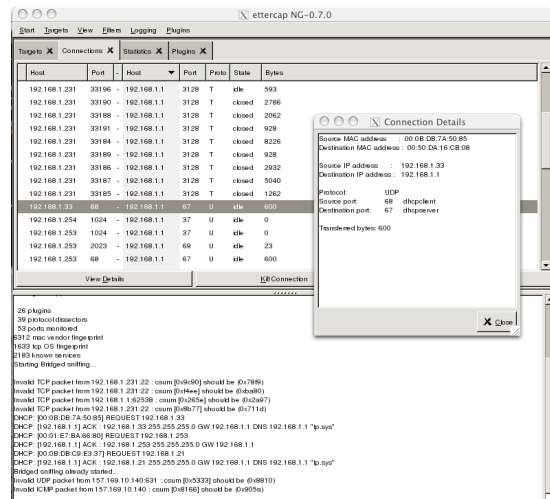 ettercap NG-0.7.0
Start Targets View Filters Logging Plugins
Targets Connections Statistics Plugins
Host Port - Host Port Proto State Bytes
192.168.1.231 33196 - 192.168.1.1 3128 T idle 593
192.168.1.231 33190 - 192.168.1.1 3128 T closed 2786
192.168.1.231 33188 - 192.168.1.1 3128 T closed 2062
192.168.1.231 33191 - 192.168.1.1 3128 T closed 928
192.168.1.231 33184 - 192.168.1.1 3128 T closed 8226
192.168.1.231 33189 - 192.168.1.1 3128 T closed 928
192.168.1.231 33186 - 192.168.1.1 3128 T closed 2932
192.168.1.231 33187 - 192.168.1.1 3128 T closed 5040
192.168.1.231 33185 - 192.168.1.1 3128 T closed 1262
192.168.1.33 68 - 192.168.1.1 67 U idle 600
192.168.1.254 1024 - 192.168.1.1 37 U idle 0
192.168.1.253 1024 - 192.168.1.1 37 U idle 0
192.168.1.253 2023 - 192.168.1.1 69 U idle 23
192.168.1.253 68 - 192.168.1.1 67 U idle 600
View Details Kill Connection
Connection Details
Source MAC address : 00:0B:DB:7A:50:85
Destination MAC address : 00:50:DA:16:CB:08
Source IP address : 192.168.1.33
Destination IP address : 192.168.1.1
Protocol: UDP
Source port: 68 dhcpclient
Destination port: 67 dhcpserver
Transferred bytes: 600
Close
26 plugins
39 protocol dissectors
53 ports monitored
6312 mac vendor fingerprint
1633 tcp OS fingerprint
2183 known services
Starting Bridged sniffing...
Invalid TCP packet from 192.168.1.231:22 : csum [0x9c90] should be (0x78f9)
Invalid TCP packet from 192.168.1.231:22 : csum [0xf4ee] should be (0xba80)
Invalid TCP packet from 192.168.1.1:62538 : csum [0x265e] should be (0x2a97)
Invalid TCP packet from 192.168.1.231:22 : csum [0x8b77] should be (0x711d)
DHCP: [00:0B:DB:7A:50:85] REQUEST 192.168.1.33
DHCP: [192.168.1.1] ACK : 192.168.1.33 255.255.255.0 GW 192.168.1.1 DNS 192.168.1.1 "tp.sys"
DHCP: [00:01:E7:BA:66:80] REQUEST 192.168.1.253
DHCP: [192.168.1.1] ACK : 192.168.1.253 255.255.255.0 GW 192.168.1.1
DHCP: [00:0B:DB:C9:E3:37] REQUEST 192.168.1.21
DHCP: [192.168.1.1] ACK : 192.168.1.21 255.255.255.0 GW 192.168.1.1 DNS 192.168.1.1 "tp.sys"
Bridged sniffing already started...
Invalid UDP packet from 157.169.10.140:631 : csum [0x5333] should be (0x8810)
Invalid ICMP packet from 157.169.10.140 : csum [0x8166] should be (0x905a)